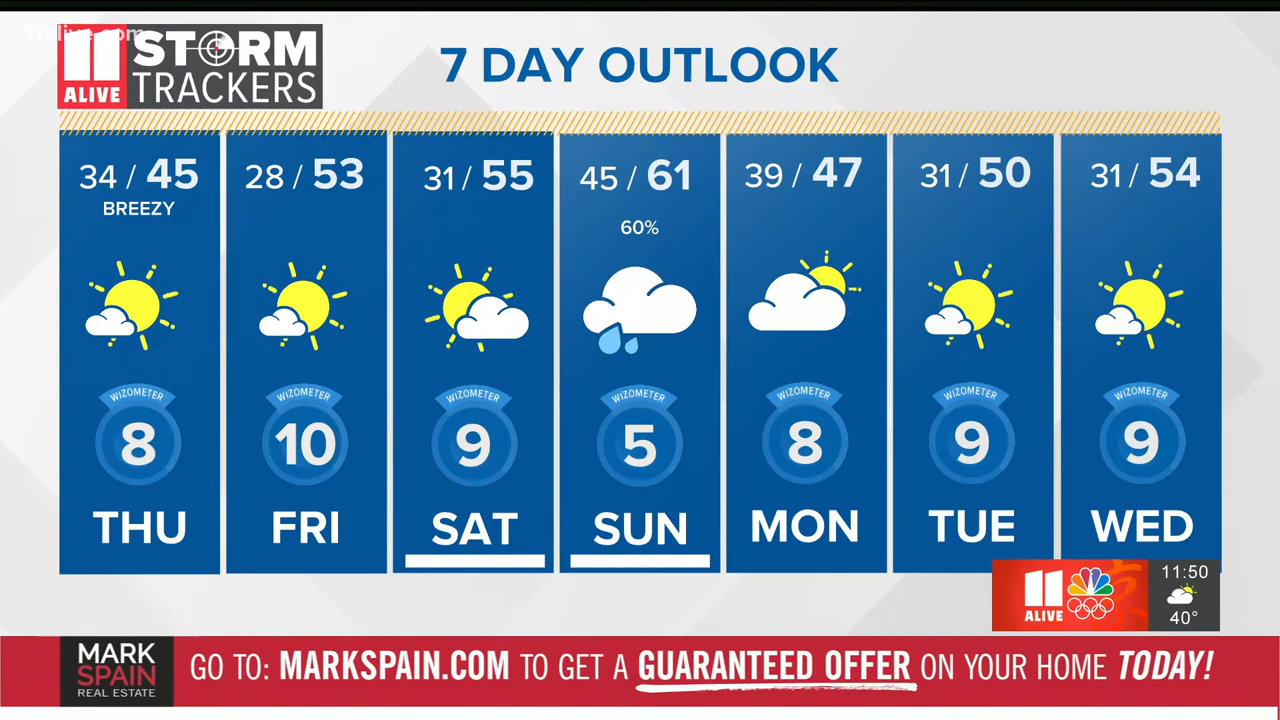 11alive.com
11 ALIVE
STORM
TRACKERS
7 DAY OUTLOOK
34 / 45
BREEZY
WIZOMETER
8
THU
28 / 53
WIZOMETER
10
FRI
31 / 55
WIZOMETER
9
SAT
45 / 61
60%
WIZOMETER
5
SUN
39 / 47
WIZOMETER
8
MON
31 / 50
WIZOMETER
9
TUE
31 / 54
WIZOMETER
9
WED
11 ALIVE
11:50
40°
MARK
SPAIN
REAL ESTATE
GO TO: MARKSPAIN.COM TO GET A GUARANTEED OFFER ON YOUR HOME TODAY!